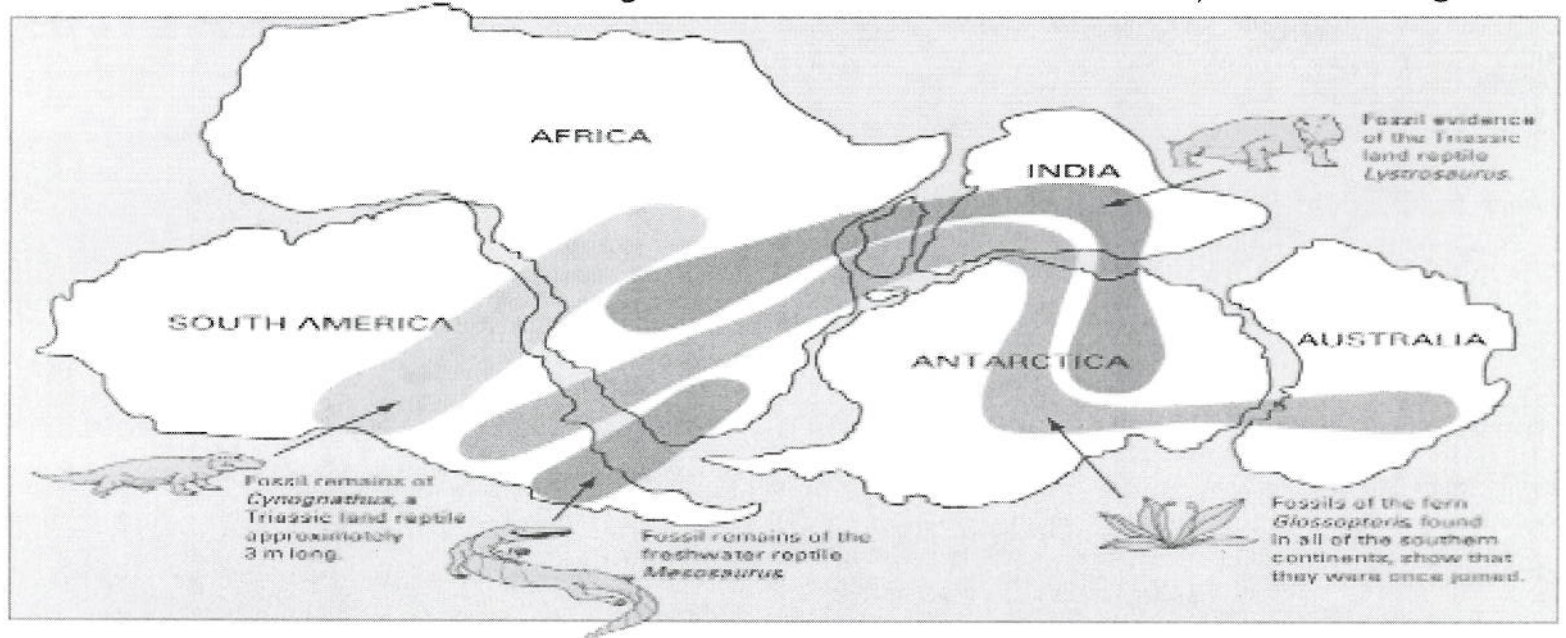 AFRICA
INDIA
Fossil evidence
of the Triassic
land reptile
Lystrosaurus.
SOUTH AMERICA
ANTARCTICA
AUSTRALIA
Fossil remains of
Cynognathus, a
Triassic land reptile
approximately
3 m long.
Fossil remains of the
freshwater reptile
Mesosaurus
Fossils of the fern
Glossopteris, found
in all of the southern
continents, show that
they were once joined.